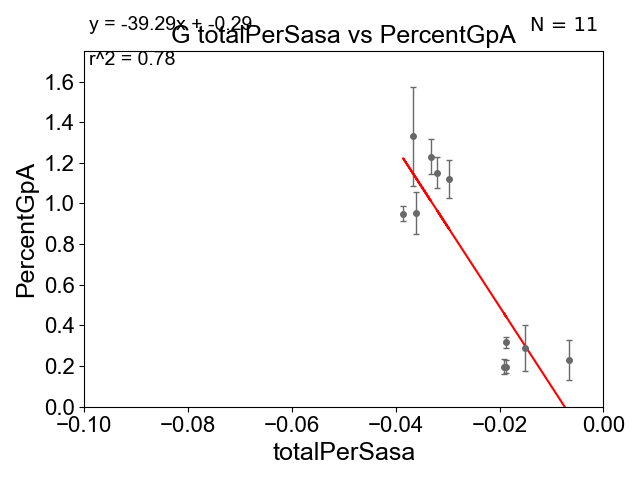 y = -39.29x + -0.29
G totalPerSasa vs PercentGpA
N = 11
r^2 = 0.78
PercentGpA
1.6
1.4
1.2
1.0
0.8
0.6
0.4
0.2
0.0
−0.10 −0.08 −0.06 −0.04 −0.02 0.00
totalPerSasa